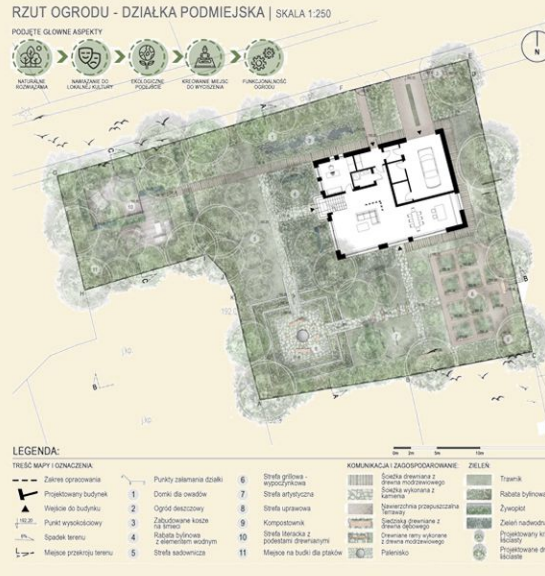 RZUT OGRODU - DZIAŁKA PODMIEJSKA | SKALA 1:250
PODJĘTE GŁÓWNE ASPEKTY
NATURALNE ROZWIĄZANIA
NAWIĄZANIE DO LOKALNEJ KULTURY
EKOLOGICZNE PODEJŚCIE
KREOWANIE MIEJSC DO WYCISZENIA
FUNKCJONALNOŚĆ OGRODU
N
LEGENDA:
TREŚĆ MAPY I OZNACZENIA:
Zakres opracowania
Projektowany budynek
Wejście do budynku
Punkt wysokościowy
Spadek terenu
Miejsce przekroju terenu
Punkty załamania działki
1 Domki dla owadów
2 Ogród deszczowy
3 Zabudowane kosze na śmieci
4 Rabata bylinowa z elementem wodnym
5 Strefa sadownicza
6 Strefa grillowa - wypoczynkowa
7 Strefa artystyczna
8 Strefa uprawowa
9 Kompostownik
10 Strefa literacka z podestami drewnianymi
11 Miejsce na budki dla ptaków
KOMUNIKACJA I ZAGOSPODAROWANIE:
Ścieżka drewniana z drewna modrzewiowego
Ścieżka wykonana z kamienia
Nawierzchnia przepuszczalna Terraway
Siedziska drewniane z drewna dębowego
Drewniane ramy wykonane z drewna modrzewiowego
Palenisko
ZIELEŃ:
Trawnik
Rabata bylinowa
Żywopłot
Zieleń nadwodna
Projektowany
Projektowane
liściaste